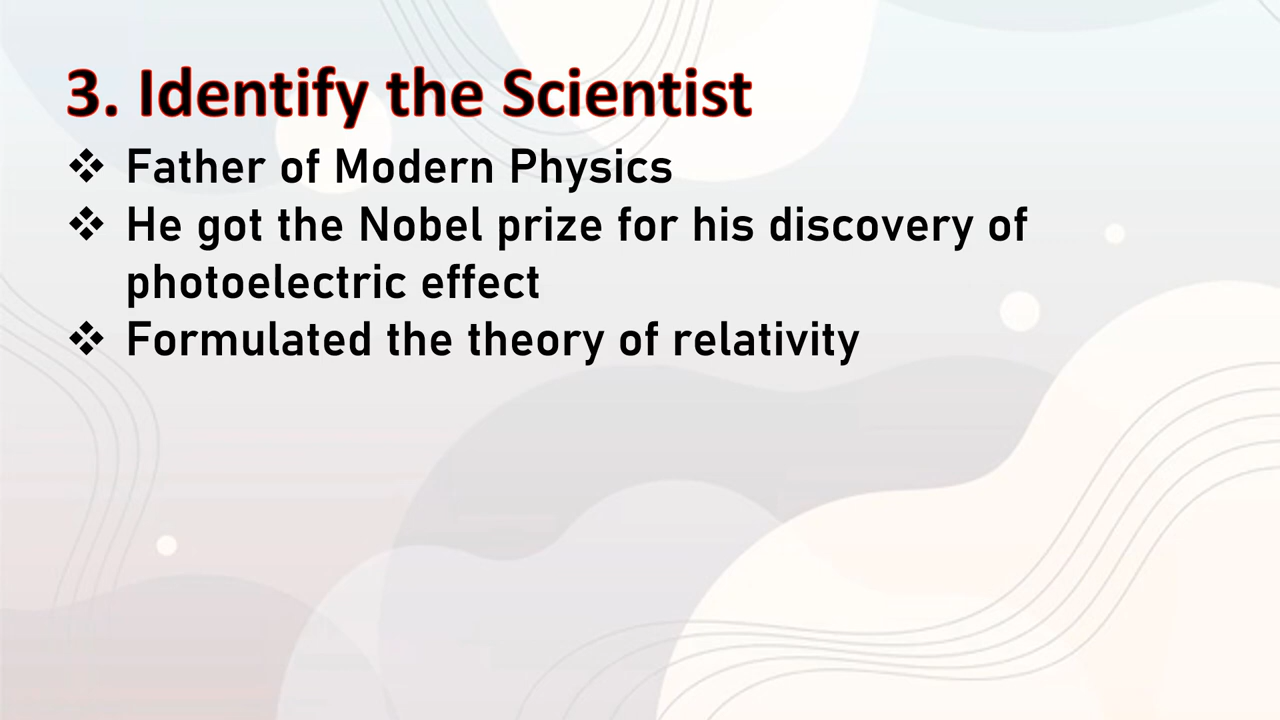 3. Identify the Scientist
❖ Father of Modern Physics
❖ He got the Nobel prize for his discovery of
photoelectric effect
❖ Formulated the theory of relativity